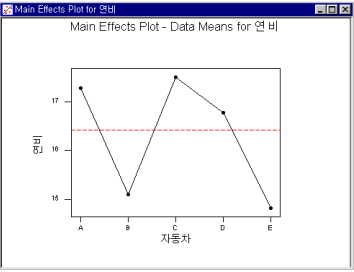 Main Effects Plot for 연비
Main Effects Plot - Data Means for 연비
17
16
15
연비
A B C D E
자동차